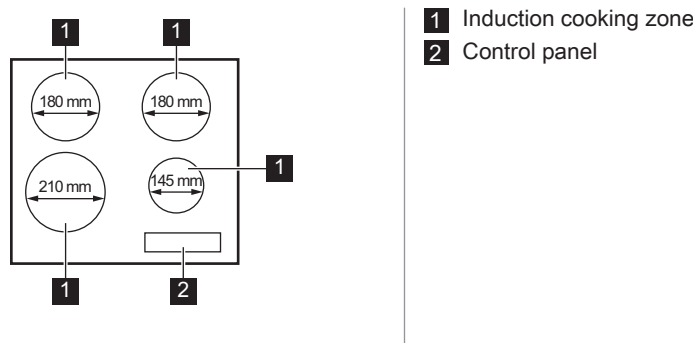 1 1
180 mm 180 mm
1
210 mm 145 mm
1 2
1 Induction cooking zone
2 Control panel